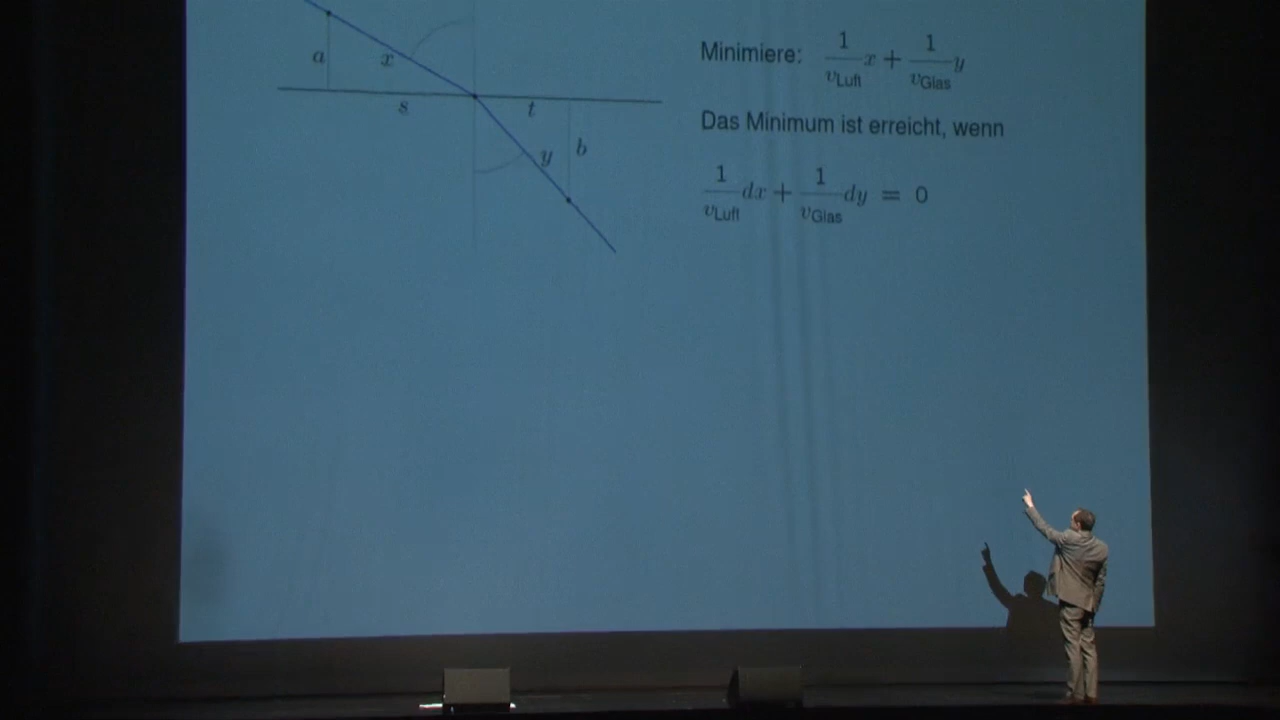 a
x
s
t
y
b
Minimiere: 1/v_Luft x + 1/v_Glas y
Das Minimum ist erreicht, wenn
1/v_Luft dx + 1/v_Glas dy = 0